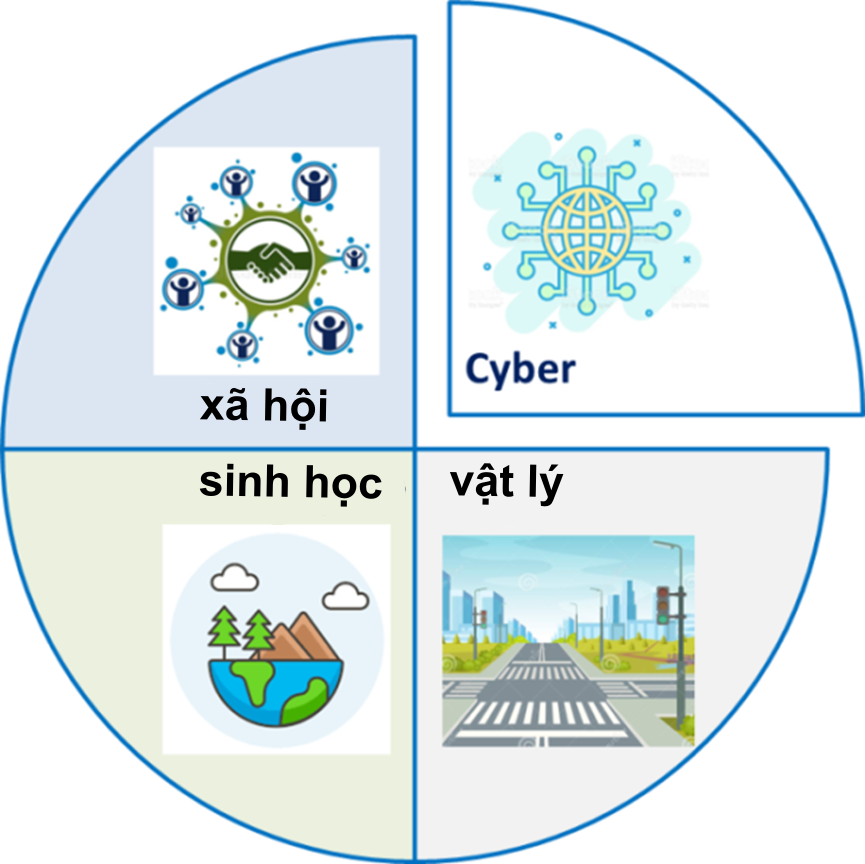 Cyber
xã hội
sinh học
vật lý